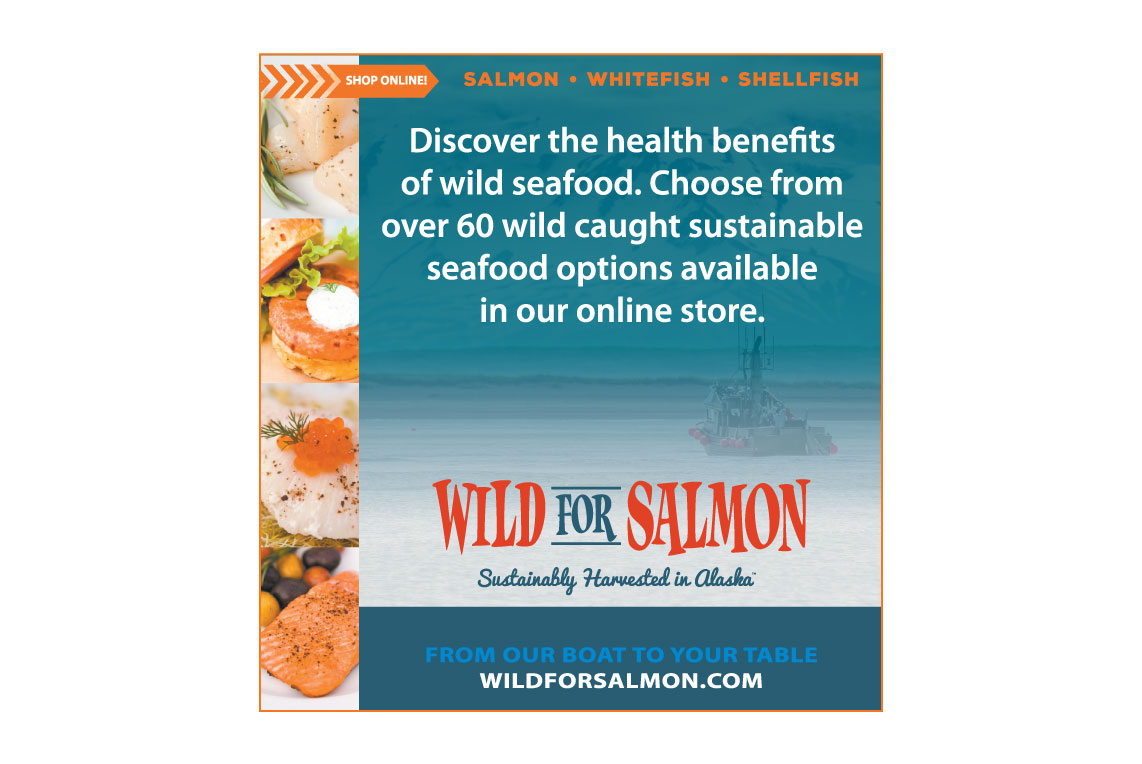 SHOP ONLINE!
SALMON • WHITEFISH • SHELLFISH
Discover the health benefits
of wild seafood. Choose from
over 60 wild caught sustainable
seafood options available
in our online store.
WILD FOR SALMON
Sustainably Harvested in Alaska™
FROM OUR BOAT TO YOUR TABLE
WILDFORSALMON.COM